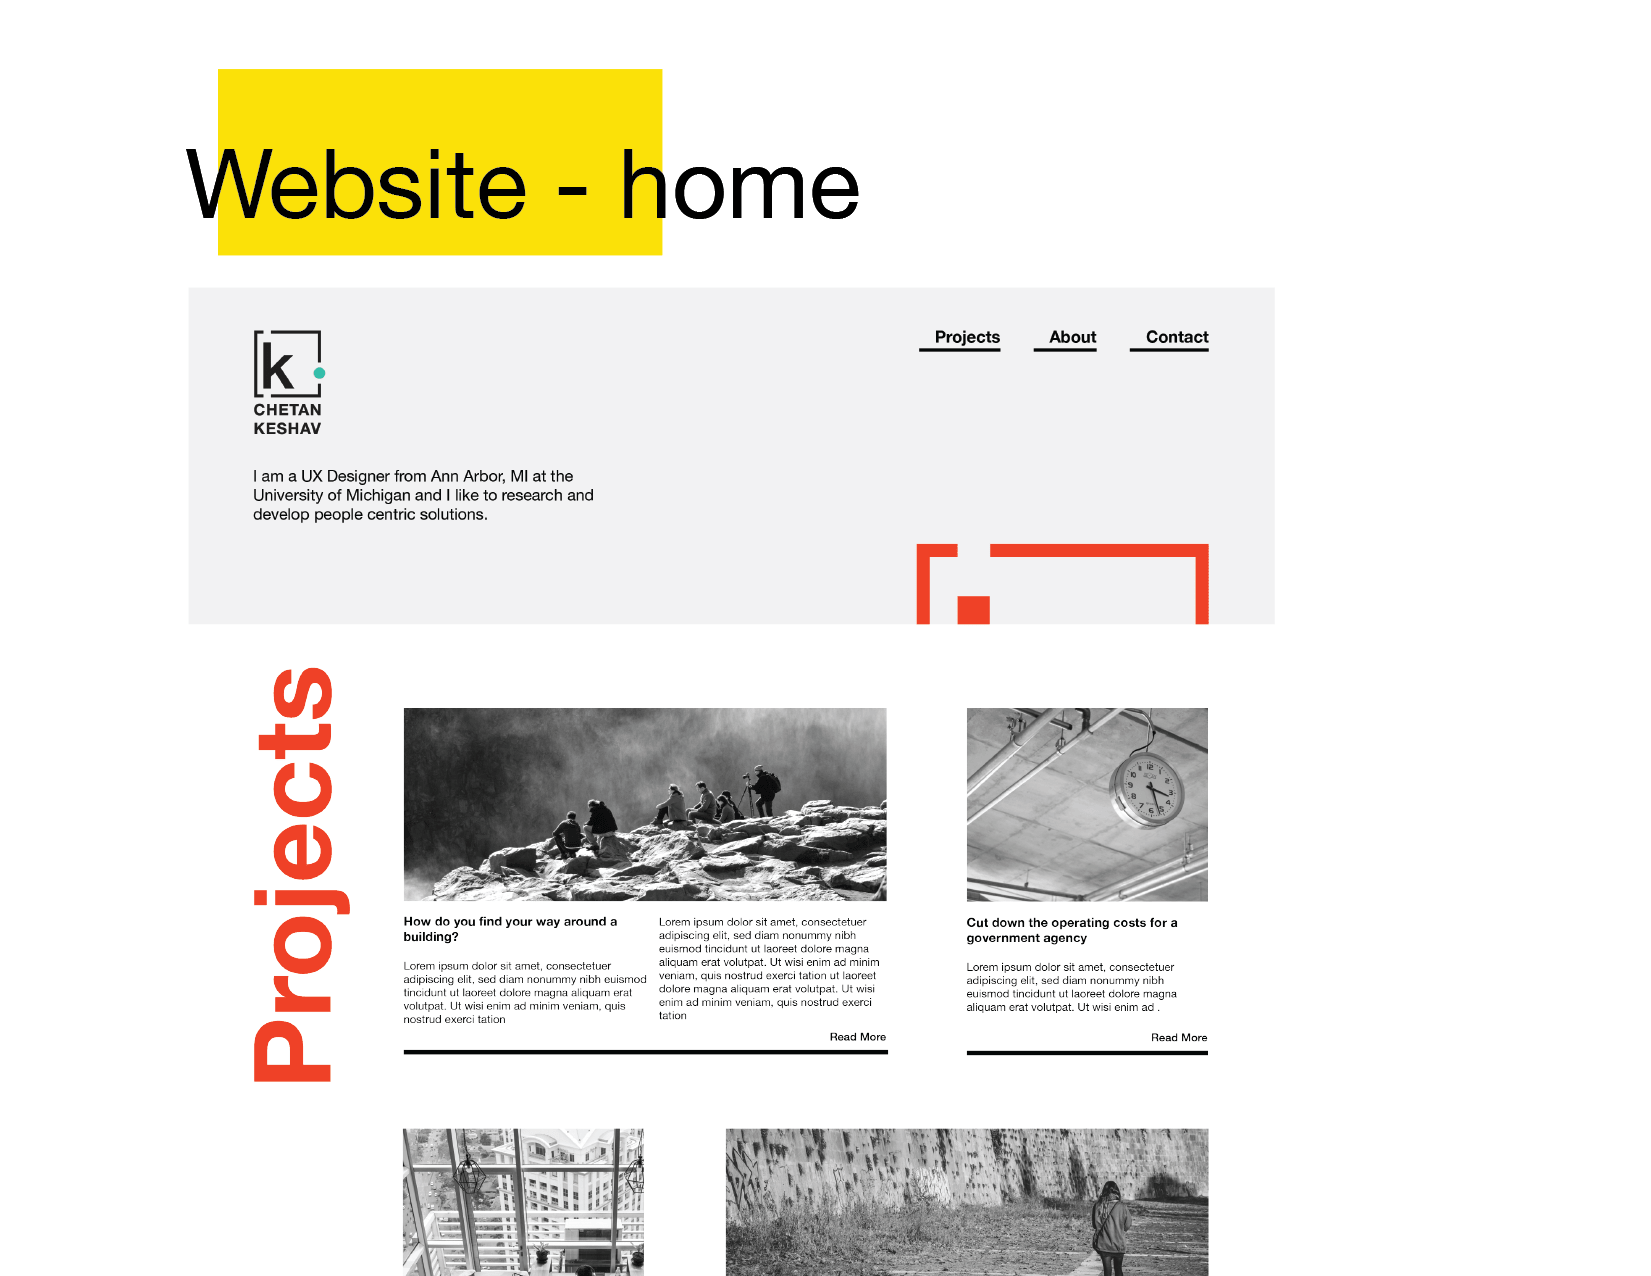 Website - home
k
CHETAN
KESHAV
Projects
About
Contact
I am a UX Designer from Ann Arbor, MI at the
University of Michigan and I like to research and
develop people centric solutions.
Projects
How do you find your way around a
building?
Lorem ipsum dolor sit amet, consectetuer
adipiscing elit, sed diam nonummy nibh euismod
tincidunt ut laoreet dolore magna aliquam erat
volutpat. Ut wisi enim ad minim veniam, quis
nostrud exerci tation
Lorem ipsum dolor sit amet, consectetuer
adipiscing elit, sed diam nonummy nibh
euismod tincidunt ut laoreet dolore magna
aliquam erat volutpat. Ut wisi enim ad minim
veniam, quis nostrud exerci tation ut laoreet
dolore magna aliquam erat volutpat. Ut wisi
enim ad minim veniam, quis nostrud exerci
tation
Read More
Cut down the operating costs for a
government agency
Lorem ipsum dolor sit amet, consectetuer
adipiscing elit, sed diam nonummy nibh
euismod tincidunt ut laoreet dolore magna
aliquam erat volutpat. Ut wisi enim ad .
Read More